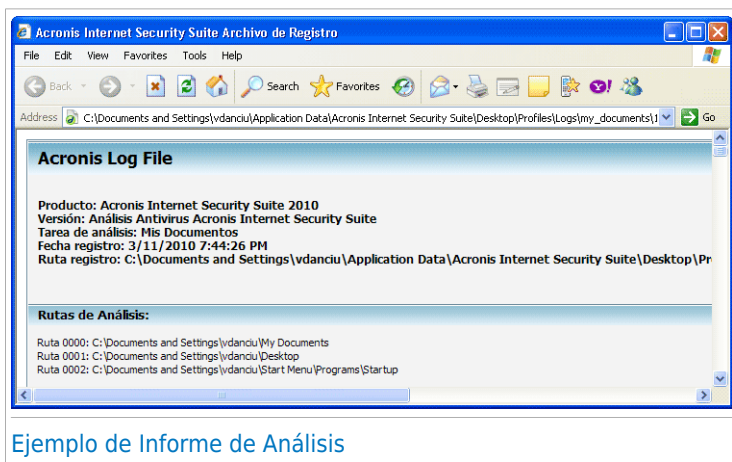 Acronis Internet Security Suite Archivo de Registro
File Edit View Favorites Tools Help
Back Search Favorites
Address C:\Documents and Settings\vdanciu\Application Data\Acronis Internet Security Suite\Desktop\Profiles\Logs\my_documents\1 Go
Acronis Log File
Producto: Acronis Internet Security Suite 2010
Versión: Análisis Antivirus Acronis Internet Security Suite
Tarea de análisis: Mis Documentos
Fecha registro: 3/11/2010 7:44:26 PM
Ruta registro: C:\Documents and Settings\vdanciu\Application Data\Acronis Internet Security Suite\Desktop\Pr
Rutas de Análisis:
Ruta 0000: C:\Documents and Settings\vdanciu\My Documents
Ruta 0001: C:\Documents and Settings\vdanciu\Desktop
Ruta 0002: C:\Documents and Settings\vdanciu\Start Menu\Programs\Startup
Ejemplo de Informe de Análisis